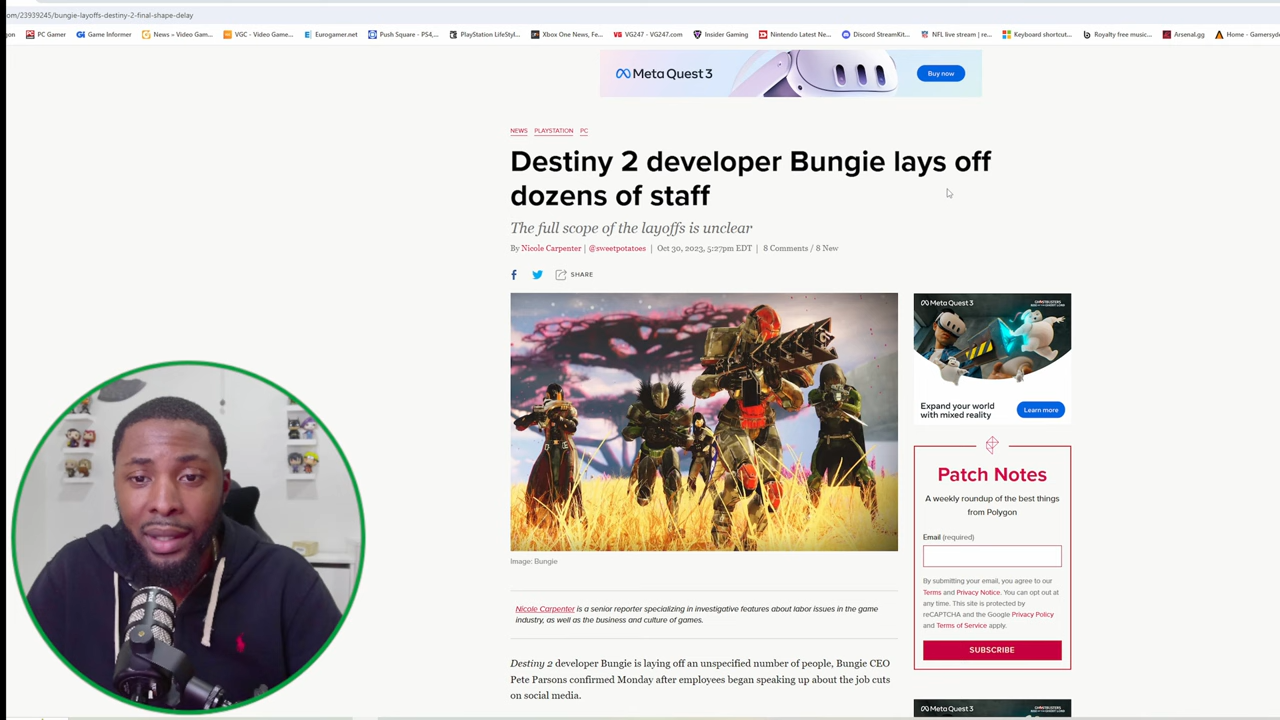 om/23939245/bungie-layoffs-destiny-2-final-shape-delay
gon PC Gamer Game Informer News – Video Gam... VGC - Video Game... Eurogamer.net Push Square - PS4,... PlayStation LifeStyl... Xbox One News, Fe... VG247 - VG247.com Insider Gaming Nintendo Latest Ne... Discord StreamKit... NFL live stream | re... Keyboard shortcut... Royalty free music... Arsenal.gg Home - Gamersyde
Meta Quest 3 Buy now
NEWS PLAYSTATION PC
Destiny 2 developer Bungie lays off
dozens of staff
The full scope of the layoffs is unclear
By Nicole Carpenter | @sweetpotatoes | Oct 30, 2023, 5:27pm EDT | 8 Comments / 8 New
SHARE
Meta Quest 3
Expand your world
with mixed reality
Learn more
Patch Notes
A weekly roundup of the best things
from Polygon
Email (required)
By submitting your email, you agree to our
Terms and Privacy Notice. You can opt out at
any time. This site is protected by
reCAPTCHA and the Google Privacy Policy
and Terms of Service apply.
SUBSCRIBE
Image: Bungie
Nicole Carpenter is a senior reporter specializing in investigative features about labor issues in the game
industry, as well as the business and culture of games.
Destiny 2 developer Bungie is laying off an unspecified number of people, Bungie CEO
Pete Parsons confirmed Monday after employees began speaking up about the job cuts
on social media.
Meta Quest 3